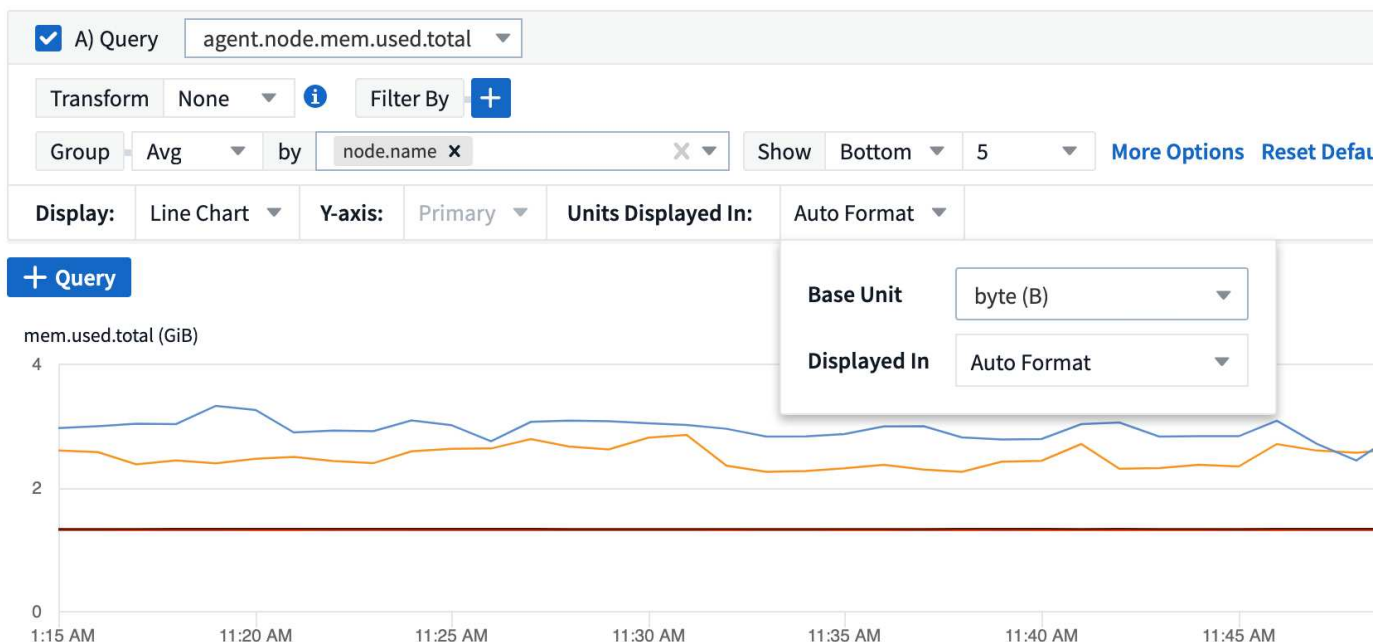 A) Query agent.node.mem.used.total
Transform None i Filter By +
Group Avg by node.name x Show Bottom 5 More Options Reset Defau
Display: Line Chart Y-axis: Primary Units Displayed In: Auto Format
+ Query
Base Unit byte (B)
Displayed In Auto Format
mem.used.total (GiB)
4
2
0
1:15 AM 11:20 AM 11:25 AM 11:30 AM 11:35 AM 11:40 AM 11:45 AM